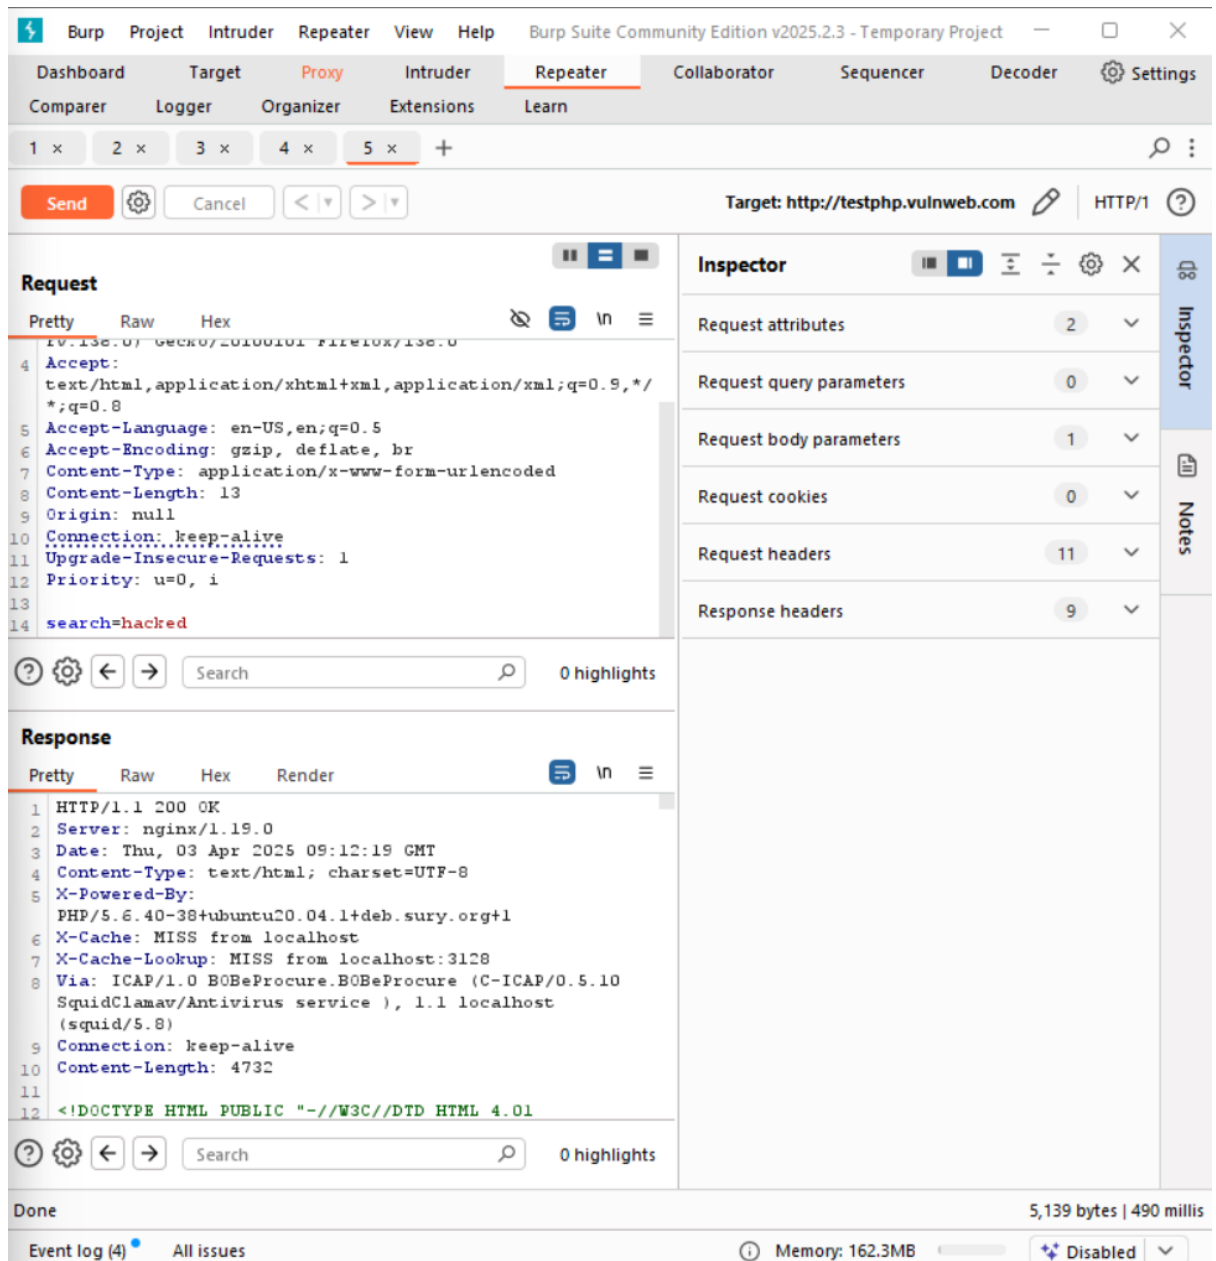 Burp Project Intruder Repeater View Help Burp Suite Community Edition v2025.2.3 - Temporary Project
Dashboard Target Proxy Intruder Repeater Collaborator Sequencer Decoder Settings
Comparer Logger Organizer Extensions Learn
1 × 2 × 3 × 4 × 5 × +
Send Cancel < > Target: http://testphp.vulnweb.com HTTP/1 ?
Request
Pretty Raw Hex \n
rv:138.0) Gecko/20100101 Firefox/138.0
4 Accept:
text/html,application/xhtml+xml,application/xml;q=0.9,*/
*;q=0.8
5 Accept-Language: en-US,en;q=0.5
6 Accept-Encoding: gzip, deflate, br
7 Content-Type: application/x-www-form-urlencoded
8 Content-Length: 13
9 Origin: null
10 Connection: keep-alive
11 Upgrade-Insecure-Requests: 1
12 Priority: u=0, i
13
14 search=hacked
? Search 0 highlights
Response
Pretty Raw Hex Render \n
1 HTTP/1.1 200 OK
2 Server: nginx/1.19.0
3 Date: Thu, 03 Apr 2025 09:12:19 GMT
4 Content-Type: text/html; charset=UTF-8
5 X-Powered-By:
PHP/5.6.40-38+ubuntu20.04.1+deb.sury.org+1
6 X-Cache: MISS from localhost
7 X-Cache-Lookup: MISS from localhost:3128
8 Via: ICAP/1.0 BOBeProcure.BOBeProcure (C-ICAP/0.5.10
SquidClamav/Antivirus service ), 1.1 localhost
(squid/5.8)
9 Connection: keep-alive
10 Content-Length: 4732
11
12 <!DOCTYPE HTML PUBLIC "-//W3C//DTD HTML 4.01
? Search 0 highlights
Inspector
Request attributes 2
Request query parameters 0
Request body parameters 1
Request cookies 0
Request headers 11
Response headers 9
Inspector
Notes
Done 5,139 bytes | 490 millis
Event log (4) All issues Memory: 162.3MB Disabled